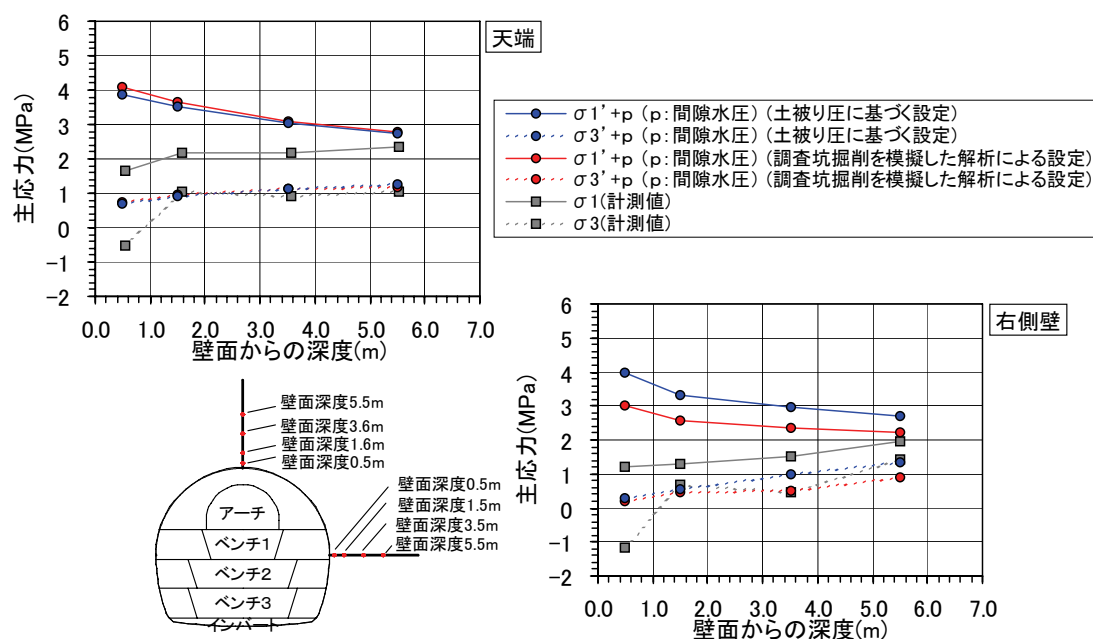 天端
主応力(MPa)
6
5
4
3
2
1
0
-1
-2
0.0 1.0 2.0 3.0 4.0 5.0 6.0 7.0
壁面からの深度(m)
σ1'+p (p:間隙水圧) (土被り圧に基づく設定)
σ3'+p (p:間隙水圧) (土被り圧に基づく設定)
σ1'+p (p:間隙水圧) (調査坑掘削を模擬した解析による設定)
σ3'+p (p:間隙水圧) (調査坑掘削を模擬した解析による設定)
σ1(計測値)
σ3(計測値)
壁面深度5.5m
壁面深度3.6m
壁面深度1.6m
壁面深度0.5m
壁面深度0.5m
壁面深度1.5m
壁面深度3.5m
壁面深度5.5m
アーチ
ベンチ1
ベンチ2
ベンチ3
インバート
右側壁
主応力(MPa)
6
5
4
3
2
1
0
-1
-2
0.0 1.0 2.0 3.0 4.0 5.0 6.0 7.0
壁面からの深度(m)